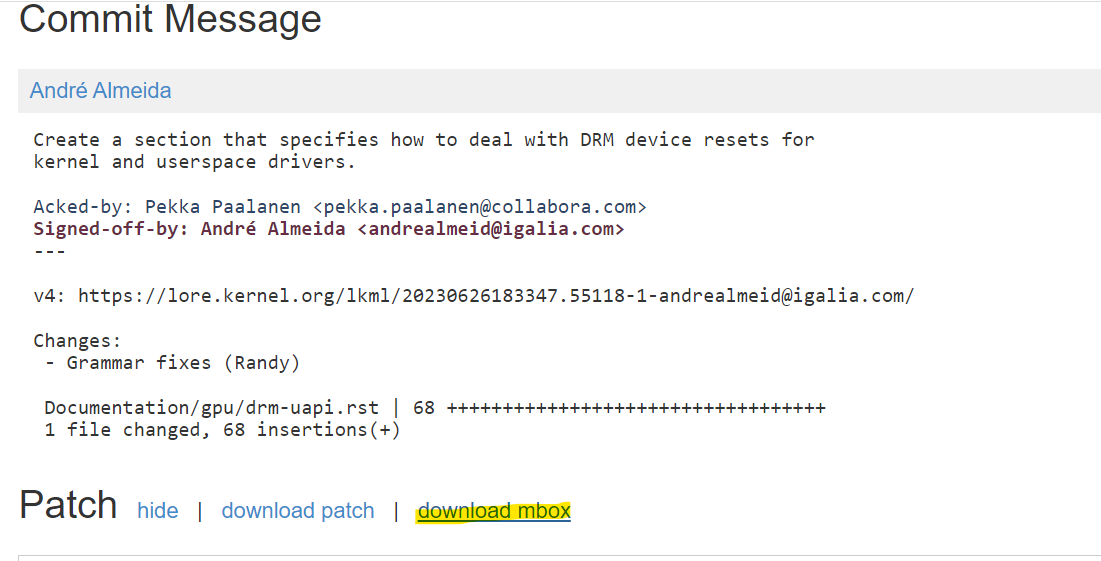 Commit Message
André Almeida
Create a section that specifies how to deal with DRM device resets for
kernel and userspace drivers.
Acked-by: Pekka Paalanen <pekka.paalanen@collabora.com>
Signed-off-by: André Almeida <andrealmeid@igalia.com>
---
v4: https://lore.kernel.org/lkml/20230626183347.55118-1-andrealmeid@igalia.com/
Changes:
- Grammar fixes (Randy)
Documentation/gpu/drm-uapi.rst | 68 ++++++++++++++++++++++++++++++++++
1 file changed, 68 insertions(+)
Patch hide | download patch | download mbox